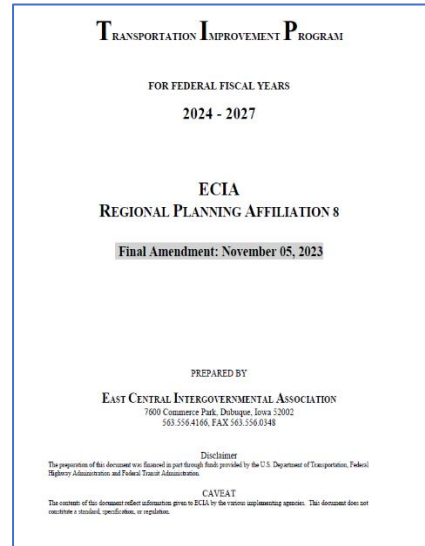 TRANSPORTATION IMPROVEMENT PROGRAM
FOR FEDERAL FISCAL YEARS
2024 - 2027
ECIA
REGIONAL PLANNING AFFILIATION 8
Final Amendment: November 05, 2023
PREPARED BY
EAST CENTRAL INTERGOVERNMENTAL ASSOCIATION
7600 Commerce Park, Dubuque, Iowa 52002
563.556.4166, FAX 563.556.0348
Disclaimer
The preparation of this document was financed in part through funds provided by the U.S. Department of Transportation, Federal
Highway Administration and Federal Transit Administration.
CAVEAT
The contents of this document reflect information given to ECIA by the various implementing agencies. This document does not
constitute a standard, specification, or regulation.